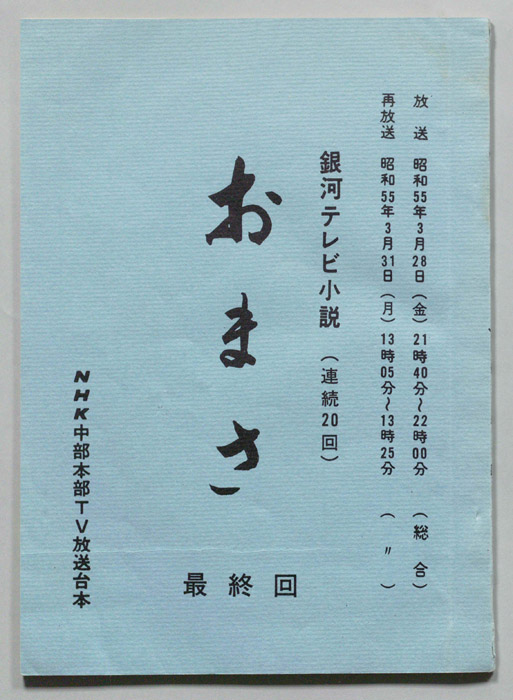 放送 昭和55年3月28日(金)21時40分~22時00分 (総合)
再放送 昭和55年3月31日(月)13時05分~13時25分 (〃)
銀河テレビ小説 (連続20回)
おまさ
最終回
NHK中部本部TV放送台本